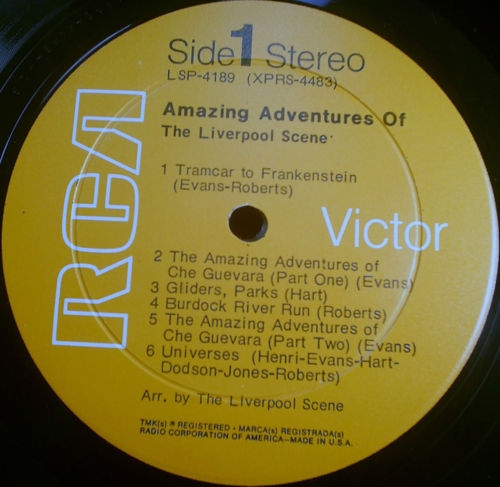 Side 1 Stereo
LSP-4189 (XPRS-4483)
Amazing Adventures Of
The Liverpool Scene
1 Tramcar to Frankenstein
(Evans-Roberts)
RCA
Victor
2 The Amazing Adventures of
Che Guevara (Part One) (Evans)
3 Gliders, Parks (Hart)
4 Burdock River Run (Roberts)
5 The Amazing Adventures of
Che Guevara (Part Two) (Evans)
6 Universes (Henri-Evans-Hart-
Dodson-Jones-Roberts)
Arr. by The Liverpool Scene
TMK(s) ® REGISTERED • MARCA(s) REGISTRADA(s)
RADIO CORPORATION OF AMERICA—MADE IN U.S.A.